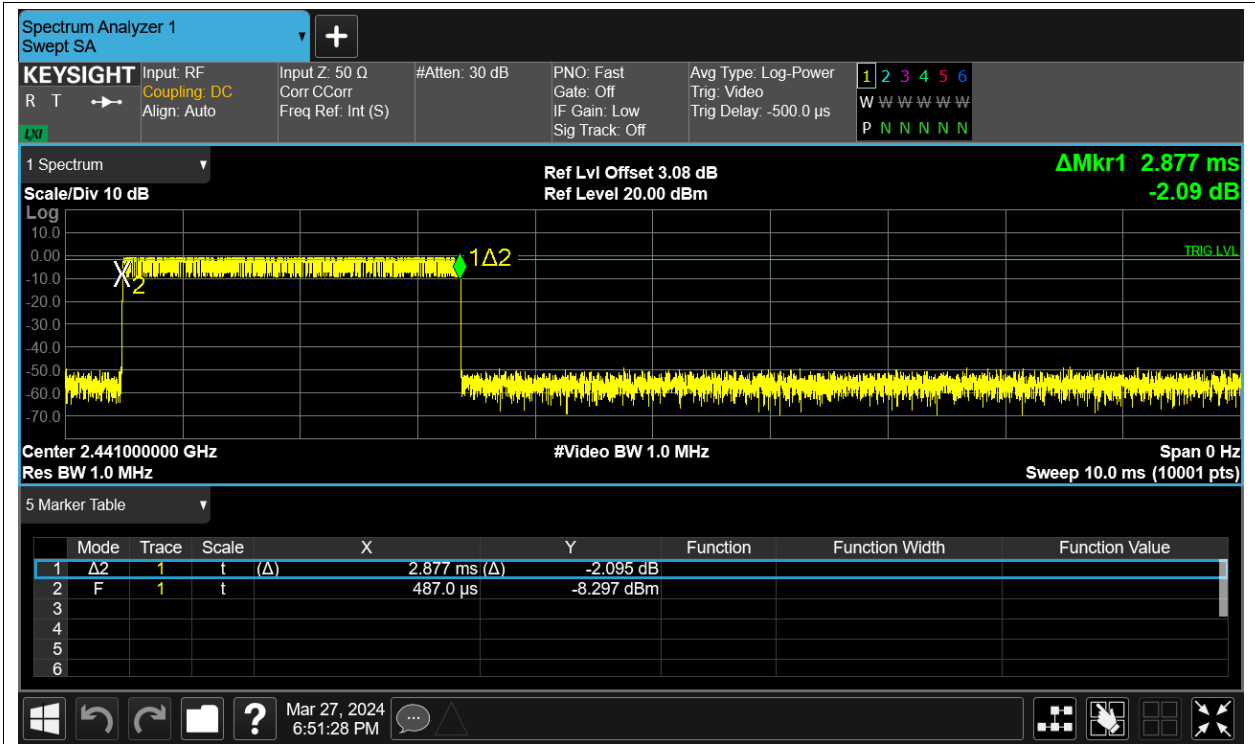 Spectrum Analyzer 1
Swept SA
KEYSIGHT Input: RF Input Z: 50 Ω #Atten: 30 dB PNO: Fast Avg Type: Log-Power 1 2 3 4 5 6
R T Coupling: DC Corr CCorr Gate: Off Trig: Video W W W W W W
Align: Auto Freq Ref: Int (S) IF Gain: Low Trig Delay: -500.0 µs
LXI Sig Track: Off P N N N N N
1 Spectrum Ref Lvl Offset 3.08 dB ΔMkr1 2.877 ms
Scale/Div 10 dB Ref Level 20.00 dBm -2.09 dB
Log
10.0
0.00 1Δ2 TRIG LVL
-10.0 2
-20.0
-30.0
-40.0
-50.0
-60.0
-70.0
Center 2.441000000 GHz #Video BW 1.0 MHz Span 0 Hz
Res BW 1.0 MHz Sweep 10.0 ms (10001 pts)
5 Marker Table
Mode Trace Scale X Y Function Function Width Function Value
1 Δ2 1 t (Δ) 2.877 ms (Δ) -2.095 dB
2 F 1 t 487.0 µs -8.297 dBm
3
4
5
6
? Mar 27, 2024
6:51:28 PM